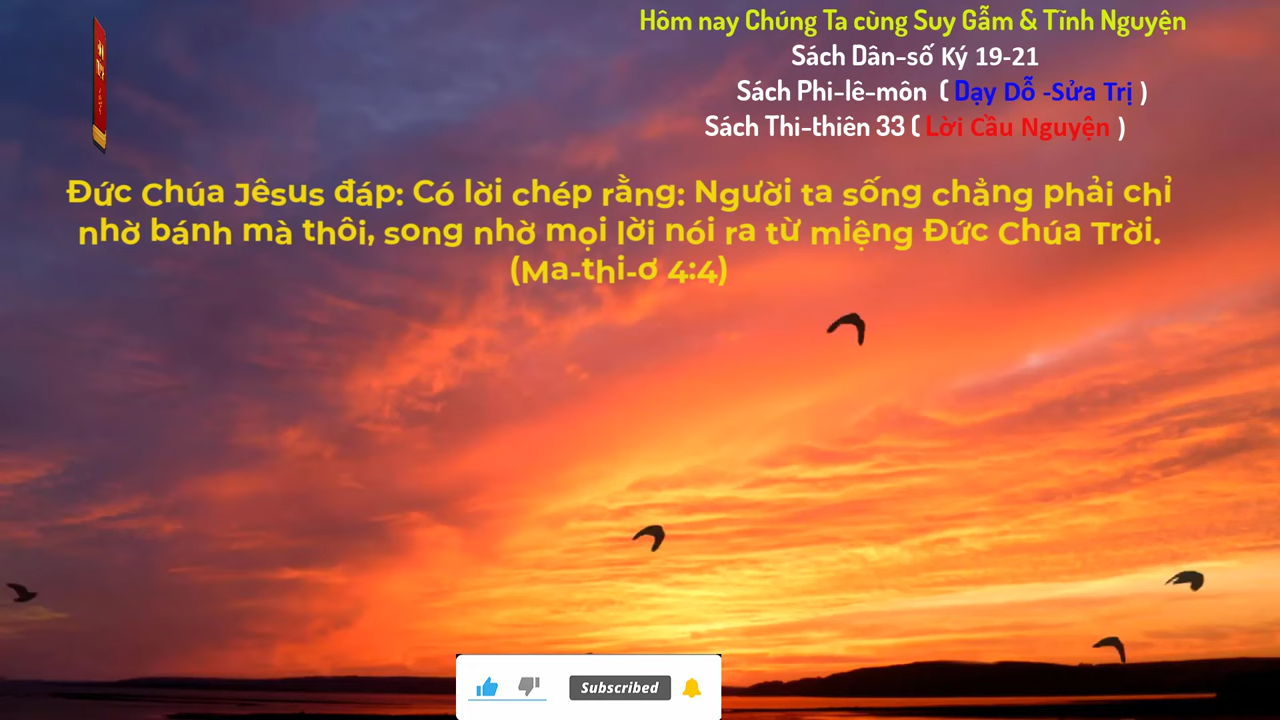 Hôm nay Chúng Ta cùng Suy Gẫm & Tĩnh Nguyện
Sách Dân-số Ký 19-21
Sách Phi-lê-môn ( Dạy Dỗ -Sửa Trị )
Sách Thi-thiên 33 ( Lời Cầu Nguyện )
Đức Chúa Jêsus đáp: Có lời chép rằng: Người ta sống chẳng phải chỉ
nhờ bánh mà thôi, song nhờ mọi lời nói ra từ miệng Đức Chúa Trời.
(Ma-thi-ơ 4:4)
Subscribed